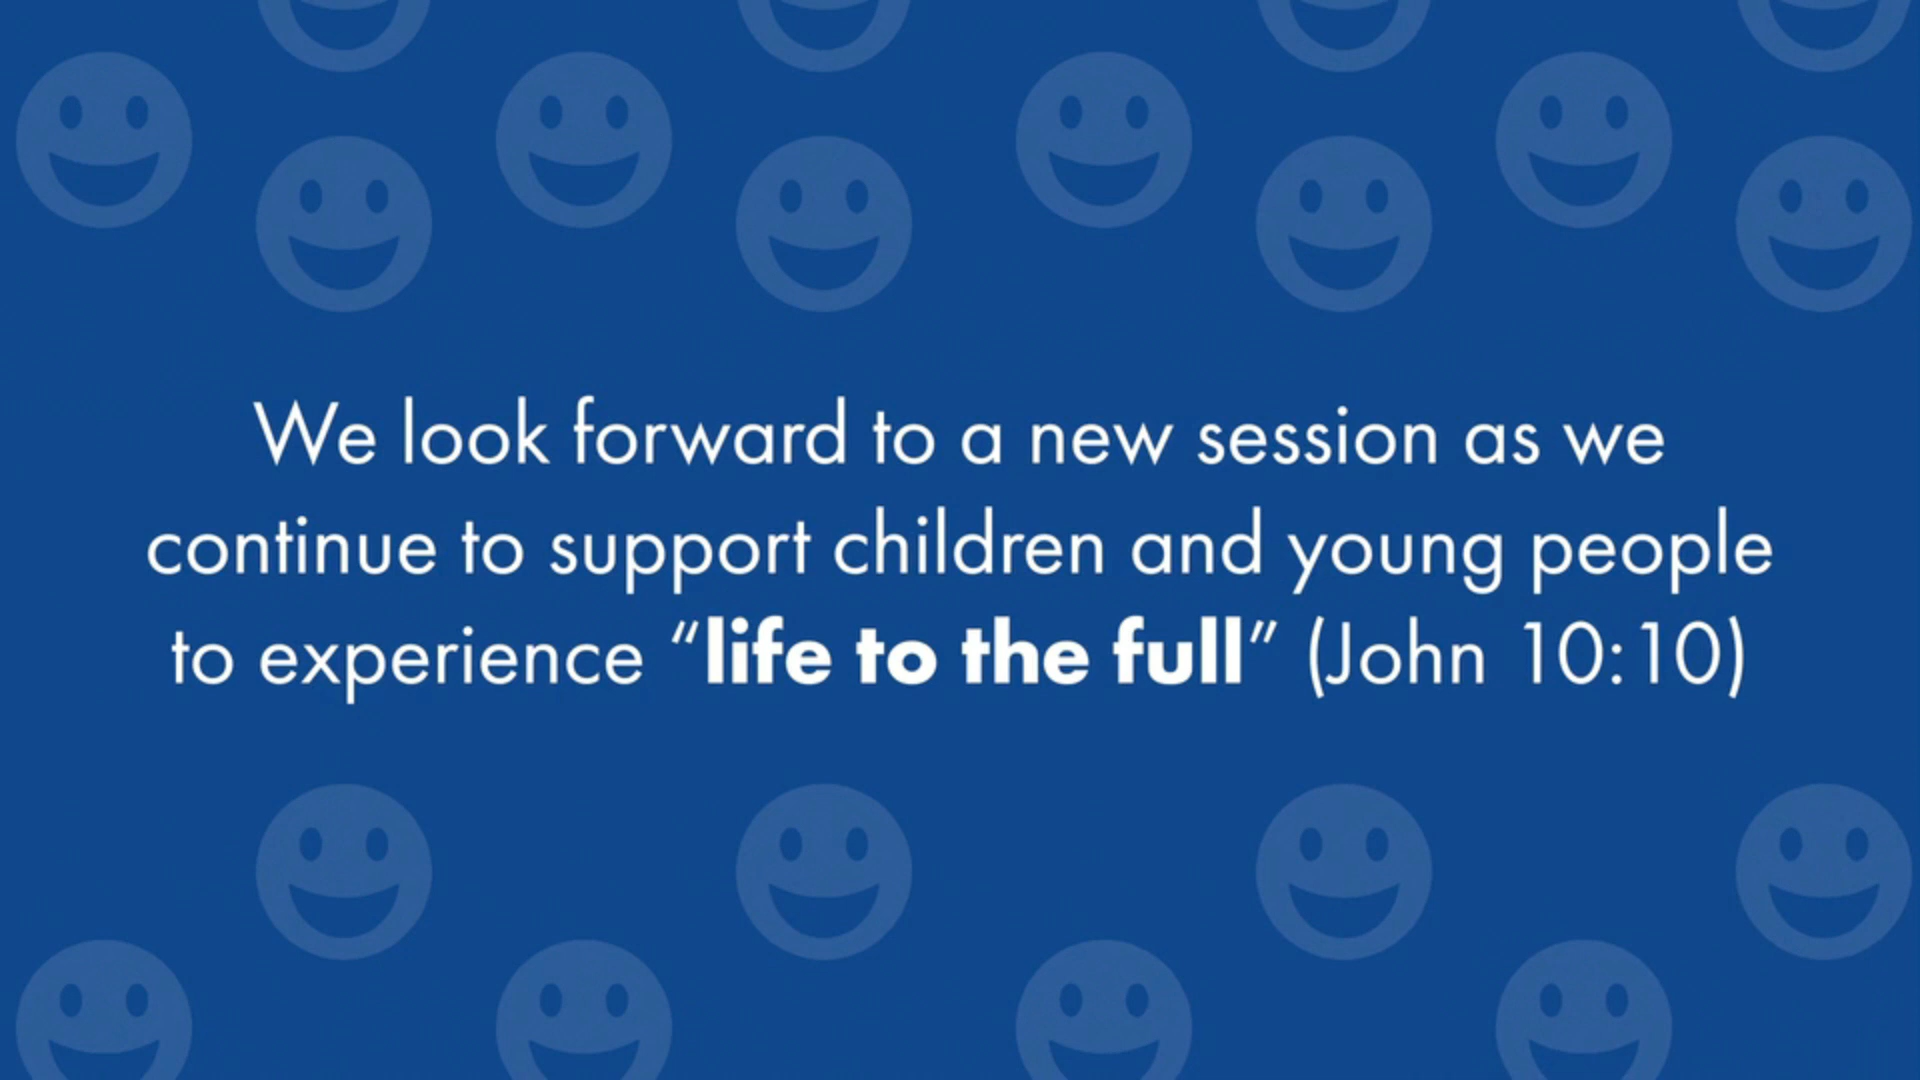 We look forward to a new session as we
continue to support children and young people
to experience “life to the full” (John 10:10)